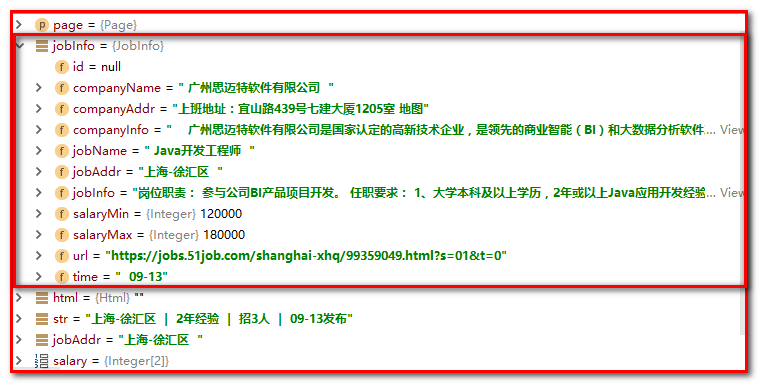 page = {Page}
jobInfo = {JobInfo}
id = null
companyName = " 广州思迈特软件有限公司  "
companyAddr = "上班地址：宜山路439号七建大厦1205室 地图"
companyInfo = "    广州思迈特软件有限公司是国家认定的高新技术企业，是领先的商业智能（BI）和大数据分析软件... View
jobName = " Java开发工程师  "
jobAddr = "上海-徐汇区  "
jobInfo = "岗位职责： 参与公司BI产品项目开发。 任职要求： 1、大学本科及以上学历，2年或以上Java应用开发经验... View
salaryMin = {Integer} 120000
salaryMax = {Integer} 180000
url = "https://jobs.51job.com/shanghai-xhq/99359049.html?s=01&t=0"
time = "  09-13"
html = {Html} ""
str = "上海-徐汇区 | 2年经验 | 招3人 | 09-13发布"
jobAddr = "上海-徐汇区  "
salary = {Integer[2]}